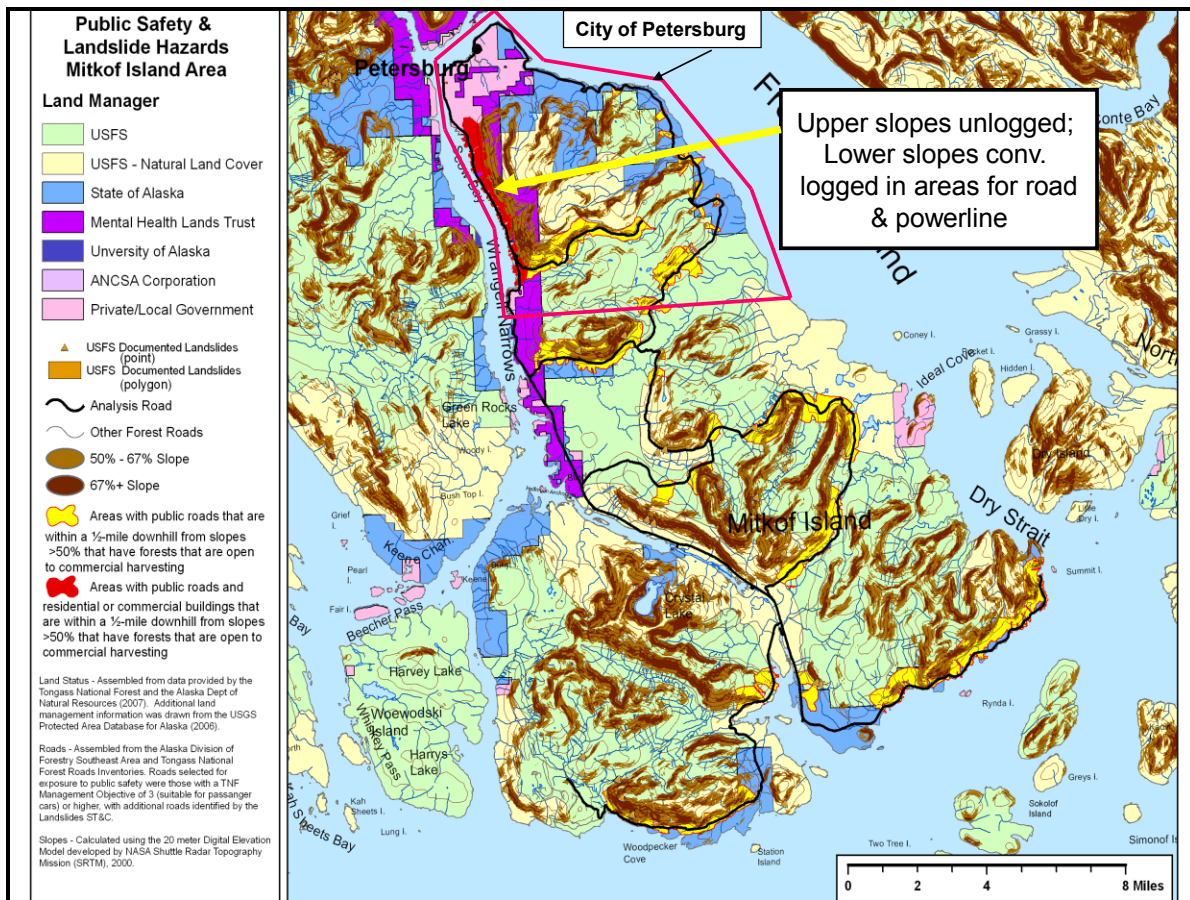 Public Safety &
Landslide Hazards
Mitkof Island Area
Land Manager
USFS
USFS - Natural Land Cover
State of Alaska
Mental Health Lands Trust
Unversity of Alaska
ANCSA Corporation
Private/Local Government
USFS Documented Landslides
(point)
USFS Documented Landslides
(polygon)
Analysis Road
Other Forest Roads
50% - 67% Slope
67%+ Slope
Areas with public roads that are
within a ½-mile downhill from slopes
>50% that have forests that are open
to commercial harvesting
Areas with public roads and
residential or commercial buildings that
are within a ½-mile downhill from slopes
>50% that have forests that are open to
commercial harvesting
Land Status - Assembled from data provided by the
Tongass National Forest and the Alaska Dept of
Natural Resources (2007). Additional land
management information was drawn from the USGS
Protected Area Database for Alaska (2006).
Roads - Assembled from the Alaska Division of
Forestry Southeast Area and Tongass National
Forest Roads Inventories. Roads selected for
exposure to public safety were those with a TNF
Management Objective of 3 (suitable for passanger
cars) or higher, with additional roads identified by the
Landslides ST&C.
Slopes - Calculated using the 20 meter Digital Elevation
Model developed by NASA Shuttle Radar Topography
Mission (SRTM), 2000.
City of Petersburg
Petersburg
Upper slopes unlogged;
Lower slopes conv.
logged in areas for road
& powerline
Scow Bay
Wrangell Narrows
Coney I.
Grassy I.
Hidden I.
Ideal Cove
Green Rocks
Lake
Woody I.
Bush Top I.
Dry Island
Little
Dry I.
Dry Strait
Mitkof Island
Grief
I.
Keene Chan.
Pearl
I.
Keene
Summit I.
Fair I.
Beecher Pass
Bay
Crystal
Lake
Harvey Lake
Woewodski
Island
Whiskey Pass
Harrys
Lake
Rynda I.
Greys I.
Kah
Sheets I.
Sheets Bay
Lung I.
Sokolof
Island
Woodpecker
Cove
Station
Island
Two Tree I.
0 2 4 8 Miles